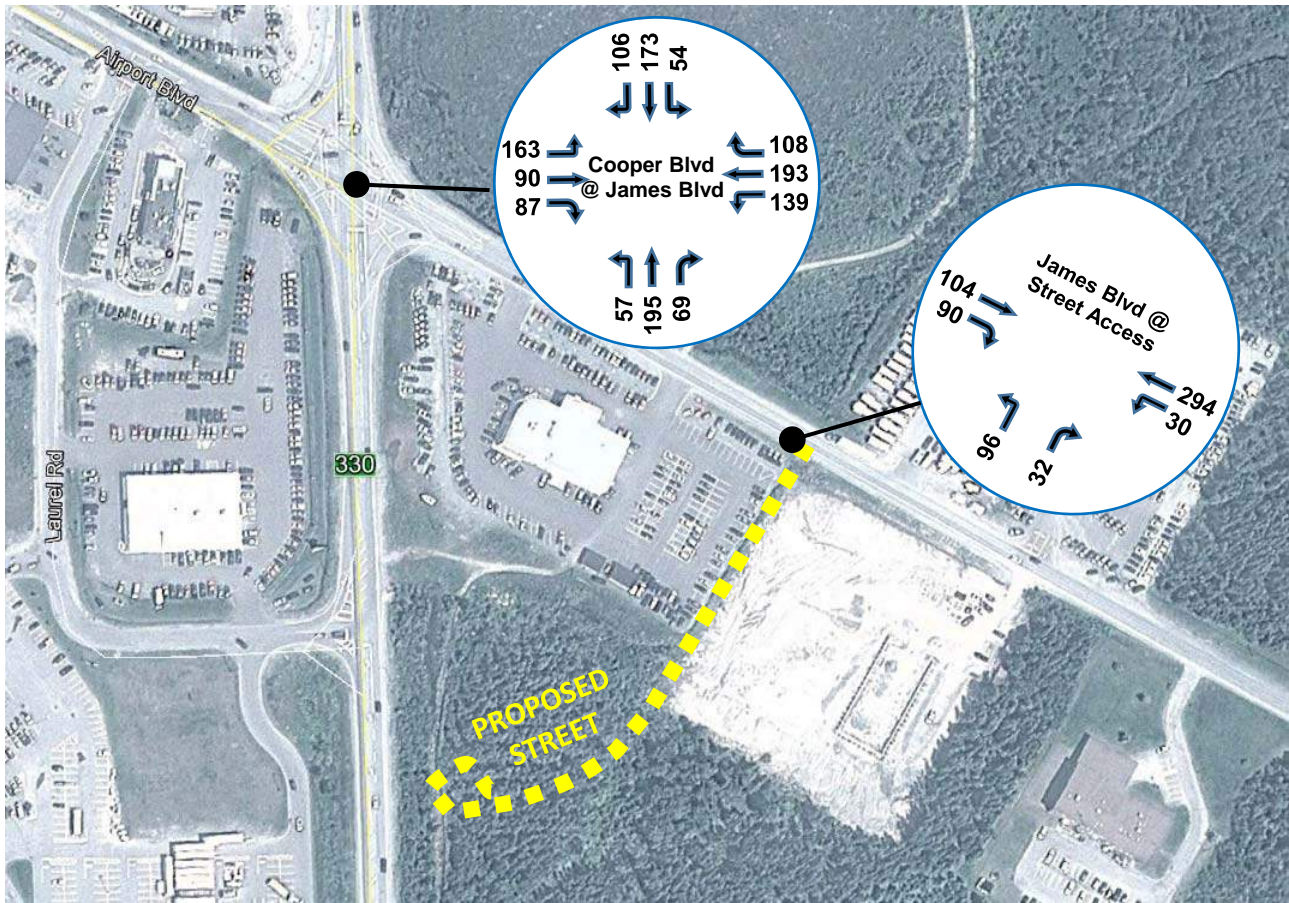 Airport Blvd
106 173 54
163
90
87
Cooper Blvd
@ James Blvd
108
193
139
57 195 69
104
90
James Blvd @
Street Access
294
30
96 32
330
Laurel Rd
PROPOSED
STREET